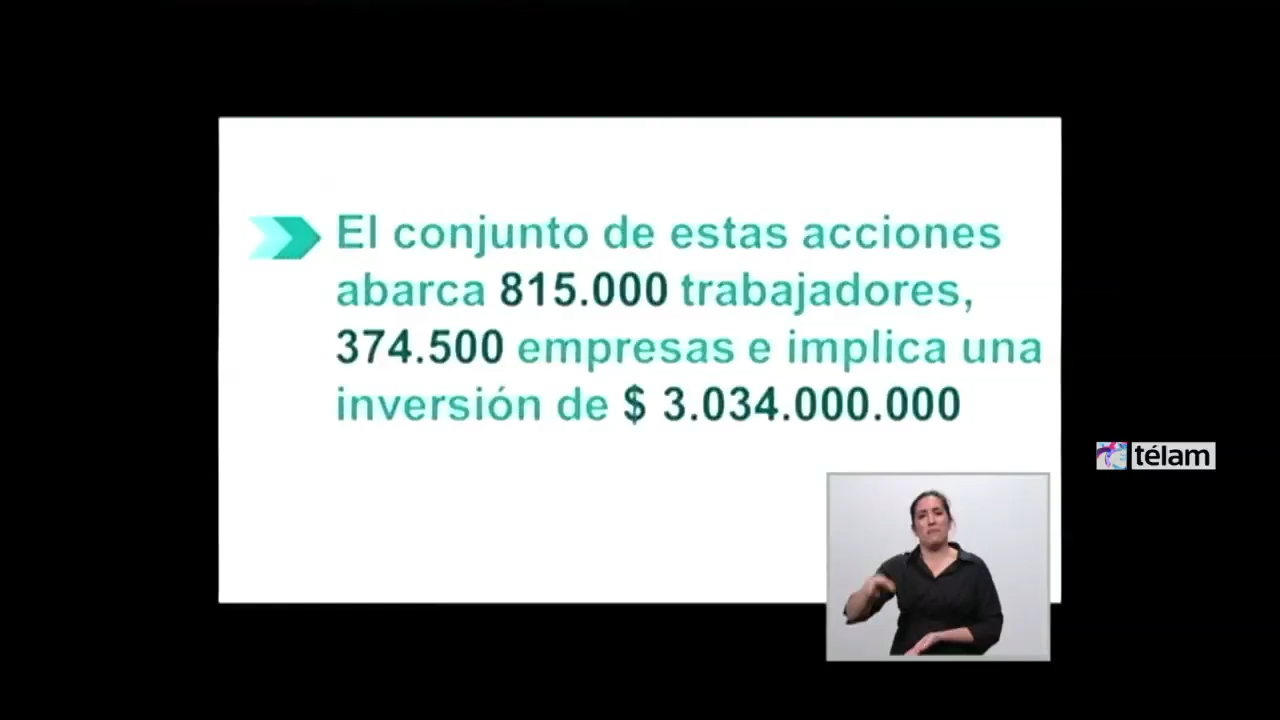 El conjunto de estas acciones
abarca 815.000 trabajadores,
374.500 empresas e implica una
inversión de $ 3.034.000.000
télam